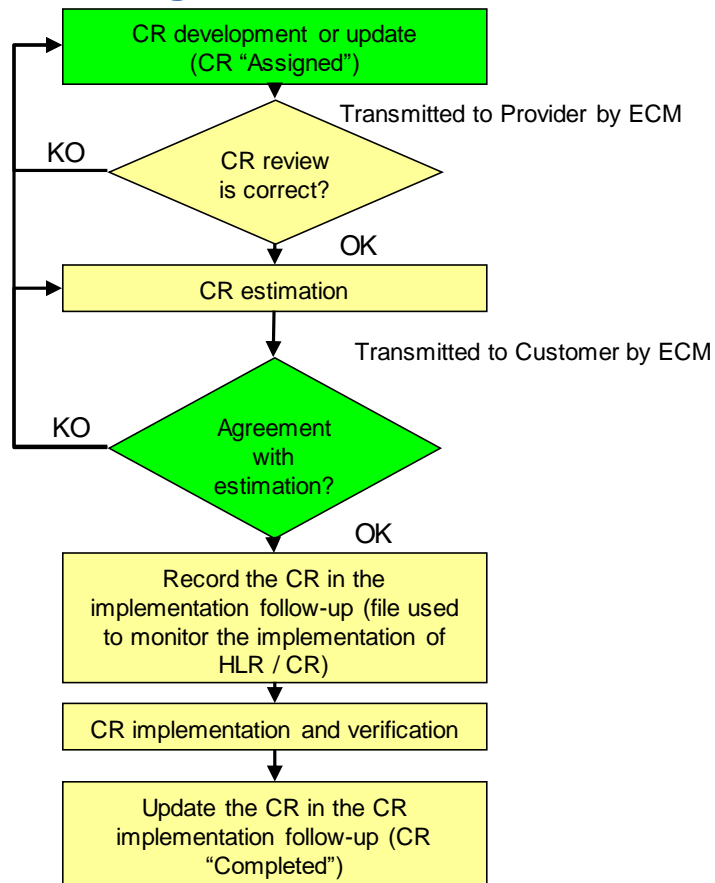 CR development or update
(CR “Assigned”)
Transmitted to Provider by ECM
KO
CR review
is correct?
OK
CR estimation
Transmitted to Customer by ECM
KO
Agreement
with
estimation?
OK
Record the CR in the
implementation follow-up (file used
to monitor the implementation of
HLR / CR)
CR implementation and verification
Update the CR in the CR
implementation follow-up (CR
“Completed”)